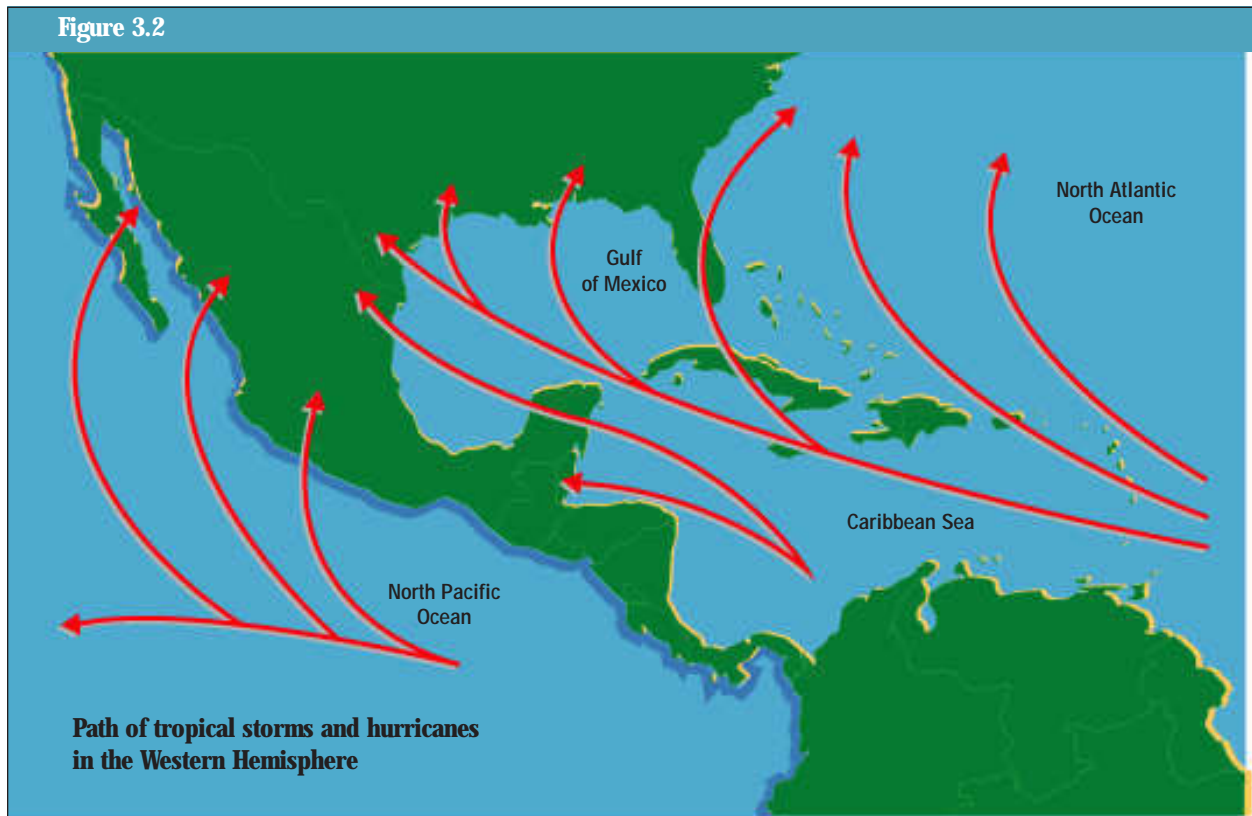 Figure 3.2
North Atlantic
Ocean
Gulf
of Mexico
Caribbean Sea
North Pacific
Ocean
Path of tropical storms and hurricanes
in the Western Hemisphere